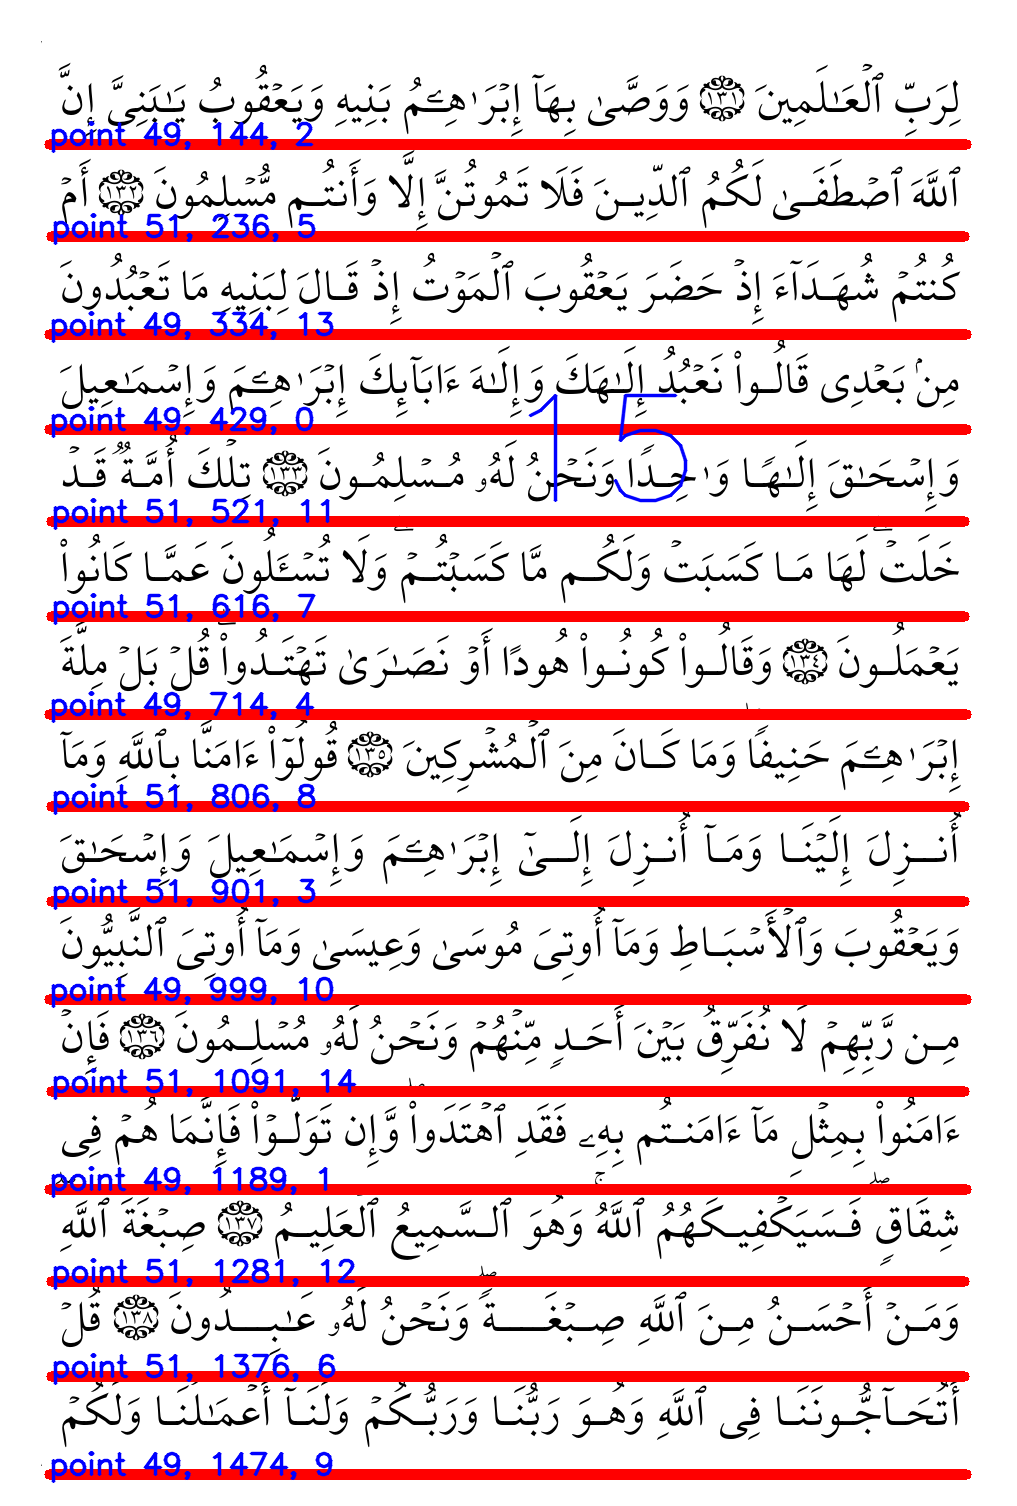 لِرَبِّ ٱلْعَـٰلَمِينَ ١٣١ وَوَصَّىٰ بِهَآ إِبْرَٰهِـۧمُ بَنِيهِ وَيَعْقُوبُ يَـٰبَنِىَّ إِنَّ
point 49, 144, 2
ٱللَّهَ ٱصْطَفَىٰ لَكُمُ ٱلدِّينَ فَلَا تَمُوتُنَّ إِلَّا وَأَنتُم مُّسْلِمُونَ ١٣٢ أَمْ
point 51, 236, 5
كُنتُمْ شُهَدَآءَ إِذْ حَضَرَ يَعْقُوبَ ٱلْمَوْتُ إِذْ قَالَ لِبَنِيهِ مَا تَعْبُدُونَ
point 49, 334, 13
مِنۢ بَعْدِى قَالُوا۟ نَعْبُدُ إِلَـٰهَكَ وَإِلَـٰهَ ءَابَآئِكَ إِبْرَٰهِـۧمَ وَإِسْمَـٰعِيلَ
point 49, 429, 0
15
وَإِسْحَـٰقَ إِلَـٰهًا وَٰحِدًا وَنَحْنُ لَهُۥ مُسْلِمُونَ ١٣٣ تِلْكَ أُمَّةٌ قَدْ
point 51, 521, 11
خَلَتْ ۖ لَهَا مَا كَسَبَتْ وَلَكُم مَّا كَسَبْتُمْ ۖ وَلَا تُسْـَٔلُونَ عَمَّا كَانُوا۟
point 51, 616, 7
يَعْمَلُونَ ١٣٤ وَقَالُوا۟ كُونُوا۟ هُودًا أَوْ نَصَـٰرَىٰ تَهْتَدُوا۟ ۗ قُلْ بَلْ مِلَّةَ
point 49, 714, 4
إِبْرَٰهِـۧمَ حَنِيفًا ۖ وَمَا كَانَ مِنَ ٱلْمُشْرِكِينَ ١٣٥ قُولُوٓا۟ ءَامَنَّا بِٱللَّهِ وَمَآ
point 51, 806, 8
أُنزِلَ إِلَيْنَا وَمَآ أُنزِلَ إِلَىٰٓ إِبْرَٰهِـۧمَ وَإِسْمَـٰعِيلَ وَإِسْحَـٰقَ
point 51, 901, 3
وَيَعْقُوبَ وَٱلْأَسْبَاطِ وَمَآ أُوتِىَ مُوسَىٰ وَعِيسَىٰ وَمَآ أُوتِىَ ٱلنَّبِيُّونَ
point 49, 999, 10
مِن رَّبِّهِمْ لَا نُفَرِّقُ بَيْنَ أَحَدٍ مِّنْهُمْ وَنَحْنُ لَهُۥ مُسْلِمُونَ ١٣٦ فَإِنْ
point 51, 1091, 14
ءَامَنُوا۟ بِمِثْلِ مَآ ءَامَنتُم بِهِۦ فَقَدِ ٱهْتَدَوا۟ ۖ وَّإِن تَوَلَّوْا۟ فَإِنَّمَا هُمْ فِى
point 49, 1189, 1
شِقَاقٍ ۖ فَسَيَكْفِيكَهُمُ ٱللَّهُ ۚ وَهُوَ ٱلسَّمِيعُ ٱلْعَلِيمُ ١٣٧ صِبْغَةَ ٱللَّهِ ۖ
point 51, 1281, 12
وَمَنْ أَحْسَنُ مِنَ ٱللَّهِ صِبْغَةً ۖ وَنَحْنُ لَهُۥ عَـٰبِدُونَ ١٣٨ قُلْ
point 51, 1376, 6
أَتُحَآجُّونَنَا فِى ٱللَّهِ وَهُوَ رَبُّنَا وَرَبُّكُمْ وَلَنَآ أَعْمَـٰلُنَا وَلَكُمْ
point 49, 1474, 9